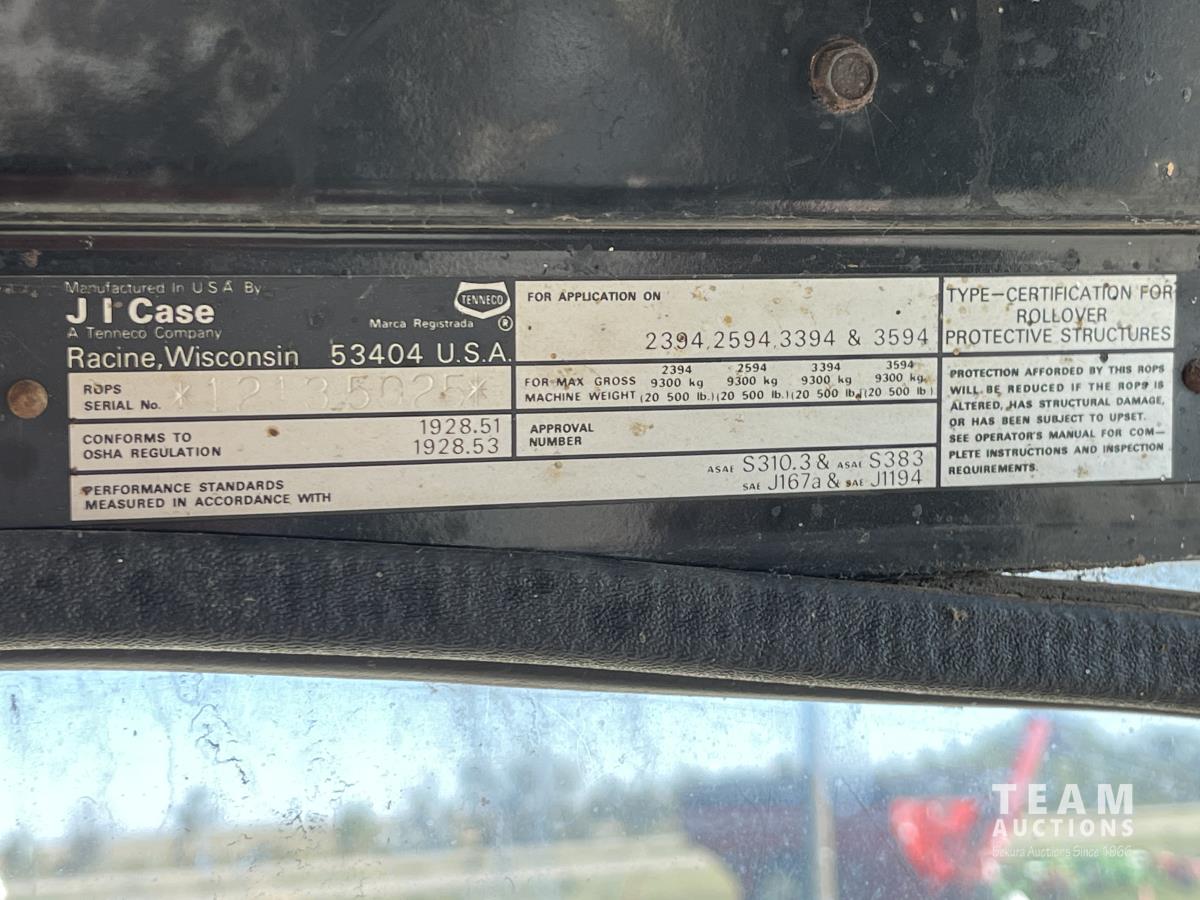 Manufactured In U S A By
J I Case
A Tenneco Company
Racine, Wisconsin 53404 U.S.A.
TENNECO
Marca Registrada ®
ROPS
SERIAL No. *12135025*
CONFORMS TO
OSHA REGULATION
1928.51
1928.53
PERFORMANCE STANDARDS
MEASURED IN ACCORDANCE WITH
ASAE S310.3 & ASAE S383
SAE J167a & SAE J1194
FOR APPLICATION ON
2394, 2594, 3394 & 3594
FOR MAX GROSS
MACHINE WEIGHT
2394 2594 3394 3594
9300 kg 9300 kg 9300 kg 9300 kg
(20 500 lb.) (20 500 lb.) (20 500 lb.) (20 500 lb)
APPROVAL
NUMBER
TYPE-CERTIFICATION FOR
ROLLOVER
PROTECTIVE STRUCTURES
PROTECTION AFFORDED BY THIS ROPS
WILL BE REDUCED IF THE ROPS IS
ALTERED, HAS STRUCTURAL DAMAGE,
OR HAS BEEN SUBJECT TO UPSET.
SEE OPERATOR'S MANUAL FOR COM-
PLETE INSTRUCTIONS AND INSPECTION
REQUIREMENTS.
TEAM
AUCTIONS
Bekura Auctions Since 1966